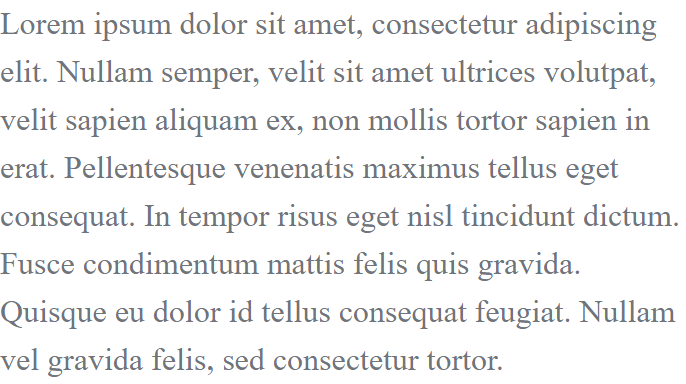 Lorem ipsum dolor sit amet, consectetur adipiscing
elit. Nullam semper, velit sit amet ultrices volutpat,
velit sapien aliquam ex, non mollis tortor sapien in
erat. Pellentesque venenatis maximus tellus eget
consequat. In tempor risus eget nisl tincidunt dictum.
Fusce condimentum mattis felis quis gravida.
Quisque eu dolor id tellus consequat feugiat. Nullam
vel gravida felis, sed consectetur tortor.